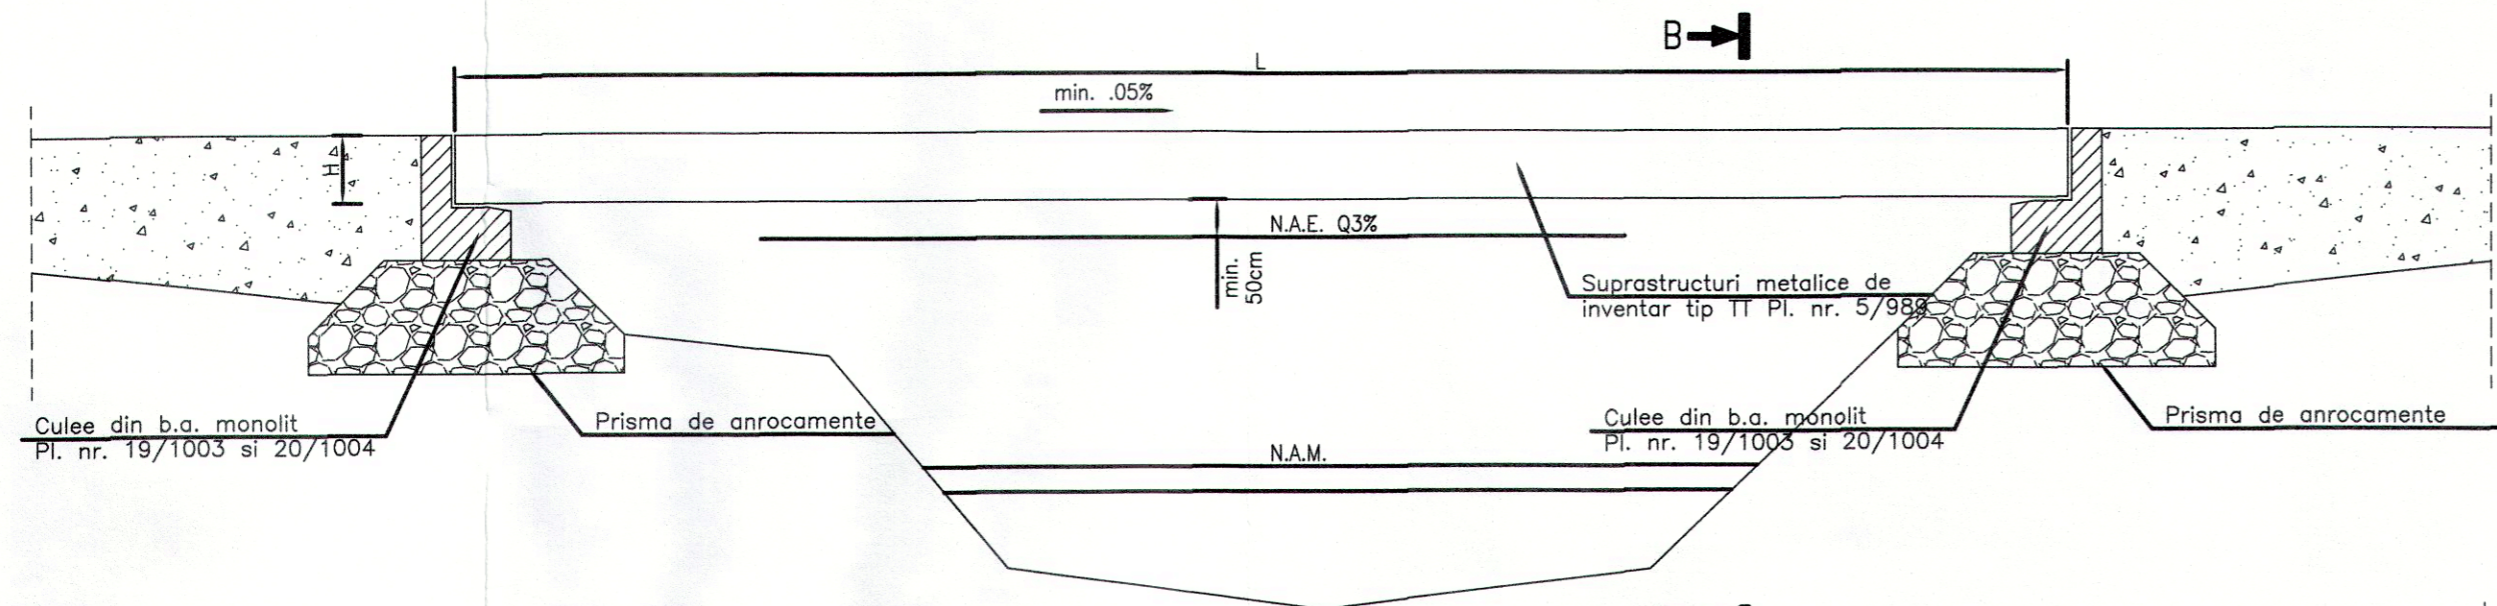 B
L
min. .05%
H
N.A.E. Q3%
min.
50cm
Suprastructuri metalice de
inventar tip TT Pl. nr. 5/989
Culee din b.a. monolit
Pl. nr. 19/1003 si 20/1004
Prisma de anrocamente
Culee din b.a. monolit
Pl. nr. 19/1003 si 20/1004
Prisma de anrocamente
N.A.M.